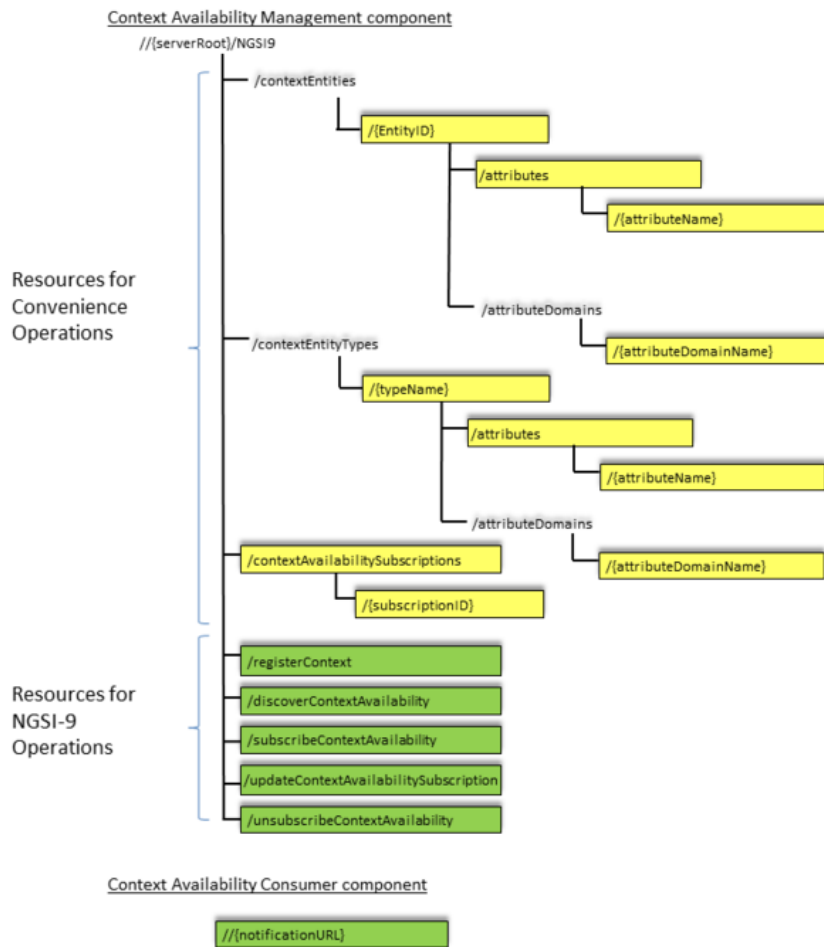 Context Availability Management component
//{serverRoot}/NGSI9
/contextEntities
/{EntityID}
/attributes
/{attributeName}
Resources for
Convenience
Operations
/attributeDomains
/{attributeDomainName}
/contextEntityTypes
/{typeName}
/attributes
/{attributeName}
/attributeDomains
/{attributeDomainName}
/contextAvailabilitySubscriptions
/{subscriptionID}
Resources for
NGSI-9
Operations
/registerContext
/discoverContextAvailability
/subscribeContextAvailability
/updateContextAvailabilitySubscription
/unsubscribeContextAvailability
Context Availability Consumer component
//{notificationURL}